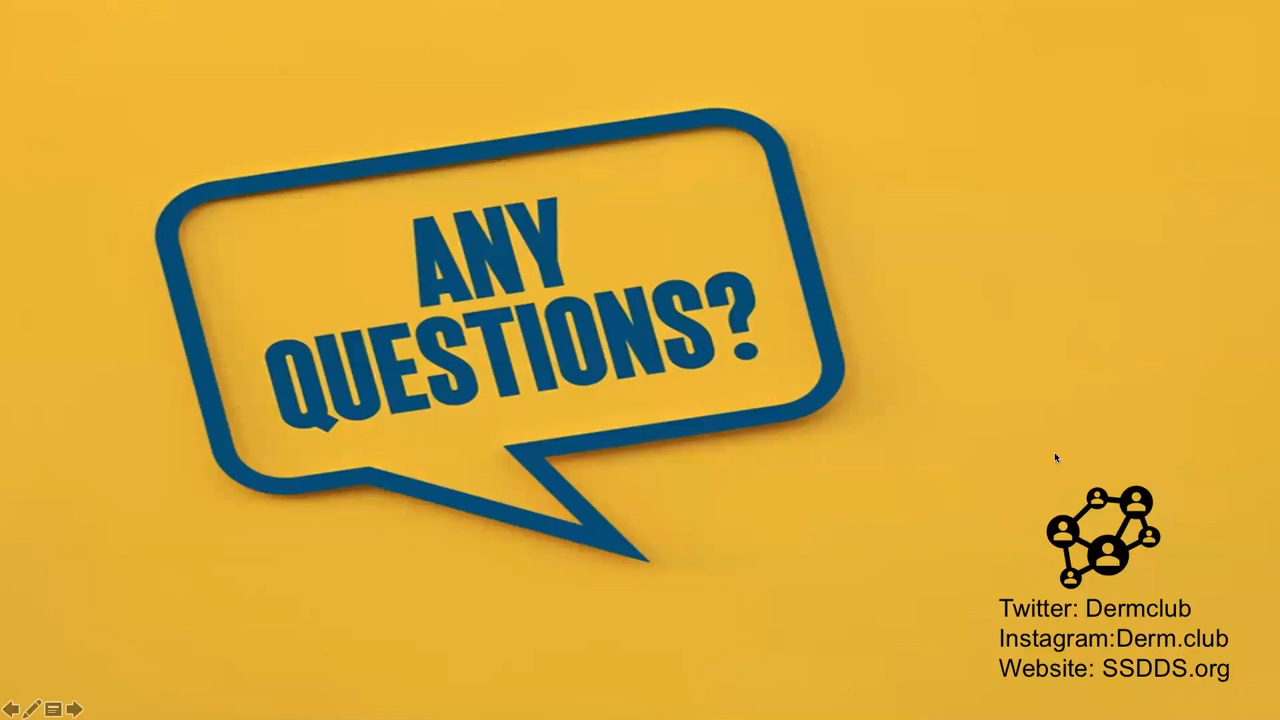 ANY
QUESTIONS?
Twitter: Dermclub
Instagram:Derm.club
Website: SSDDS.org